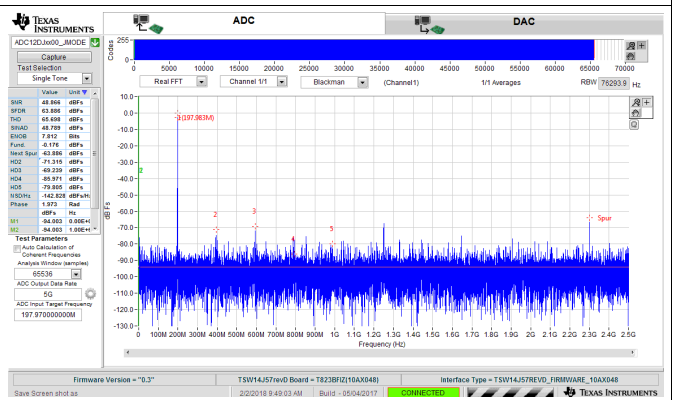 TEXAS INSTRUMENTS
ADC
DAC
ADC12DJxx00_JMODE
Capture
Test Selection
Single Tone
Value Unit
SNR 48.866 dBFs
SFDR 63.886 dBFs
THD 65.698 dBFs
SINAD 48.789 dBFs
ENOB 7.812 Bits
Fund. -0.176 dBFs
Next Spur -63.886 dBFs
HD2 -71.315 dBFs
HD3 -69.239 dBFs
HD4 -85.971 dBFs
HD5 -79.805 dBFs
NSD/Hz -142.828 dBFs/H
Phase 1.973 Rad
dBFs Hz
M1 -94.003 0.00E+
M2 -94.003 1.00E+
Test Parameters
Auto Calculation of
Coherent Frequencies
Analysis Window (samples)
65536
ADC Output Data Rate
5G
ADC Input Target Frequency
197.970000000M
Codes
255
0
0 5000 10000 15000 20000 25000 30000 35000 40000 45000 50000 55000 60000 65000 70000
Real FFT Channel 1/1 Blackman (Channel1) 1/1 Averages RBW 76293.9 Hz
dBFs
10.0
0.0
-10.0
-20.0
-30.0
-40.0
-50.0
-60.0
-70.0
-80.0
-90.0
-100.0
-110.0
-120.0
-130.0
1(197.983M)
2
2
3
4
5
Spur
0 100M 200M 300M 400M 500M 600M 700M 800M 900M 1G 1.1G 1.2G 1.3G 1.4G 1.5G 1.6G 1.7G 1.8G 1.9G 2G 2.1G 2.2G 2.3G 2.4G 2.5G
Frequency (Hz)
Firmware Version = "0.3" TSW14J57revD Board = T823BFIZ(10AX048) Interface Type = TSW14J57REVD_FIRMWARE_10AX048
Save Screen shot as 2/2/2018 9:49:03 AM Build - 05/04/2017 CONNECTED TEXAS INSTRUMENTS